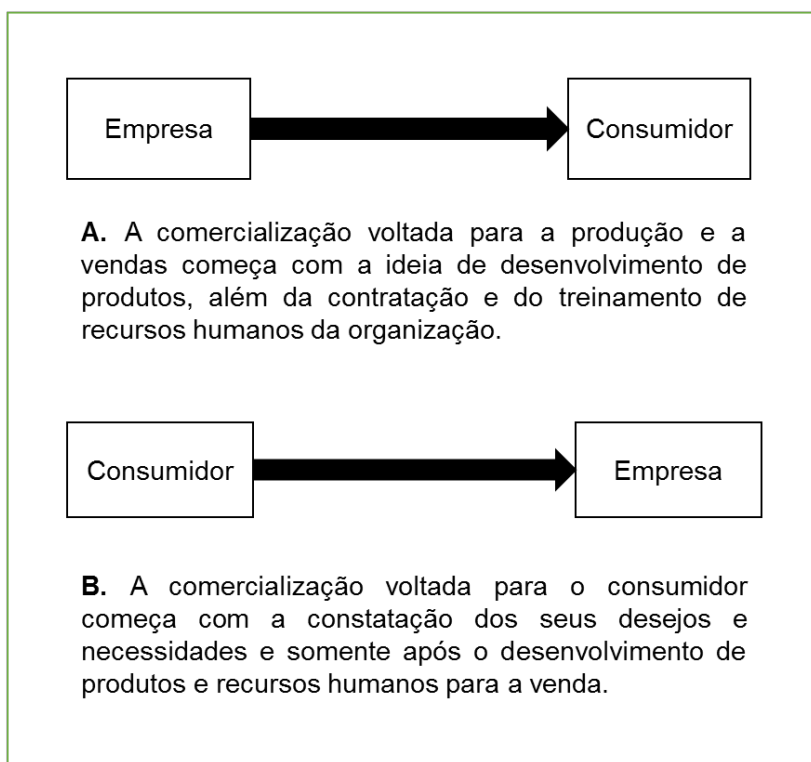 Empresa
Consumidor
A. A comercialização voltada para a produção e a
vendas começa com a ideia de desenvolvimento de
produtos, além da contratação e do treinamento de
recursos humanos da organização.
Consumidor
Empresa
B. A comercialização voltada para o consumidor
começa com a constatação dos seus desejos e
necessidades e somente após o desenvolvimento de
produtos e recursos humanos para a venda.